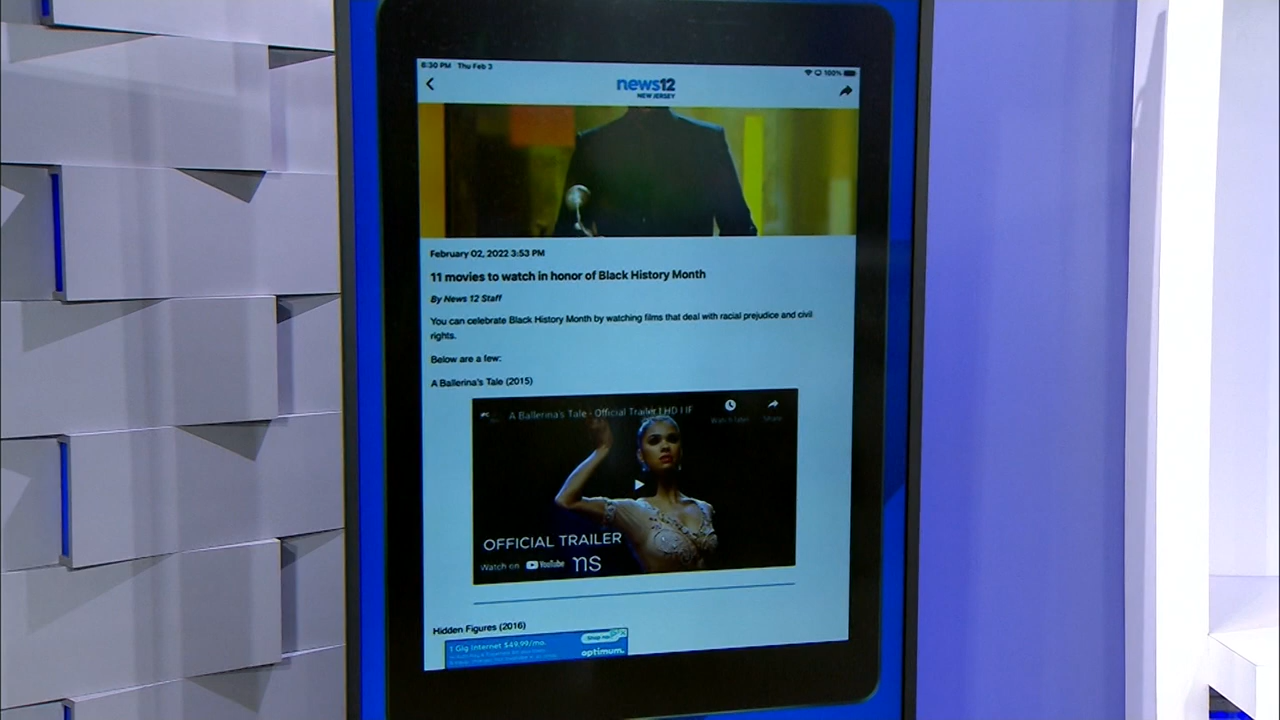 6:30 PM Thu Feb 3
100%
news12
NEW JERSEY
February 02, 2022 3:53 PM
11 movies to watch in honor of Black History Month
By News 12 Staff
You can celebrate Black History Month by watching films that deal with racial prejudice and civil
rights.
Below are a few:
A Ballerina's Tale (2015)
A Ballerina's Tale - Official Trailer I HD I IF
Watch later
Share
OFFICIAL TRAILER
Watch on YouTube
Hidden Figures (2016)
1 Gig Internet $49.99/mo.
Shop now
optimum.